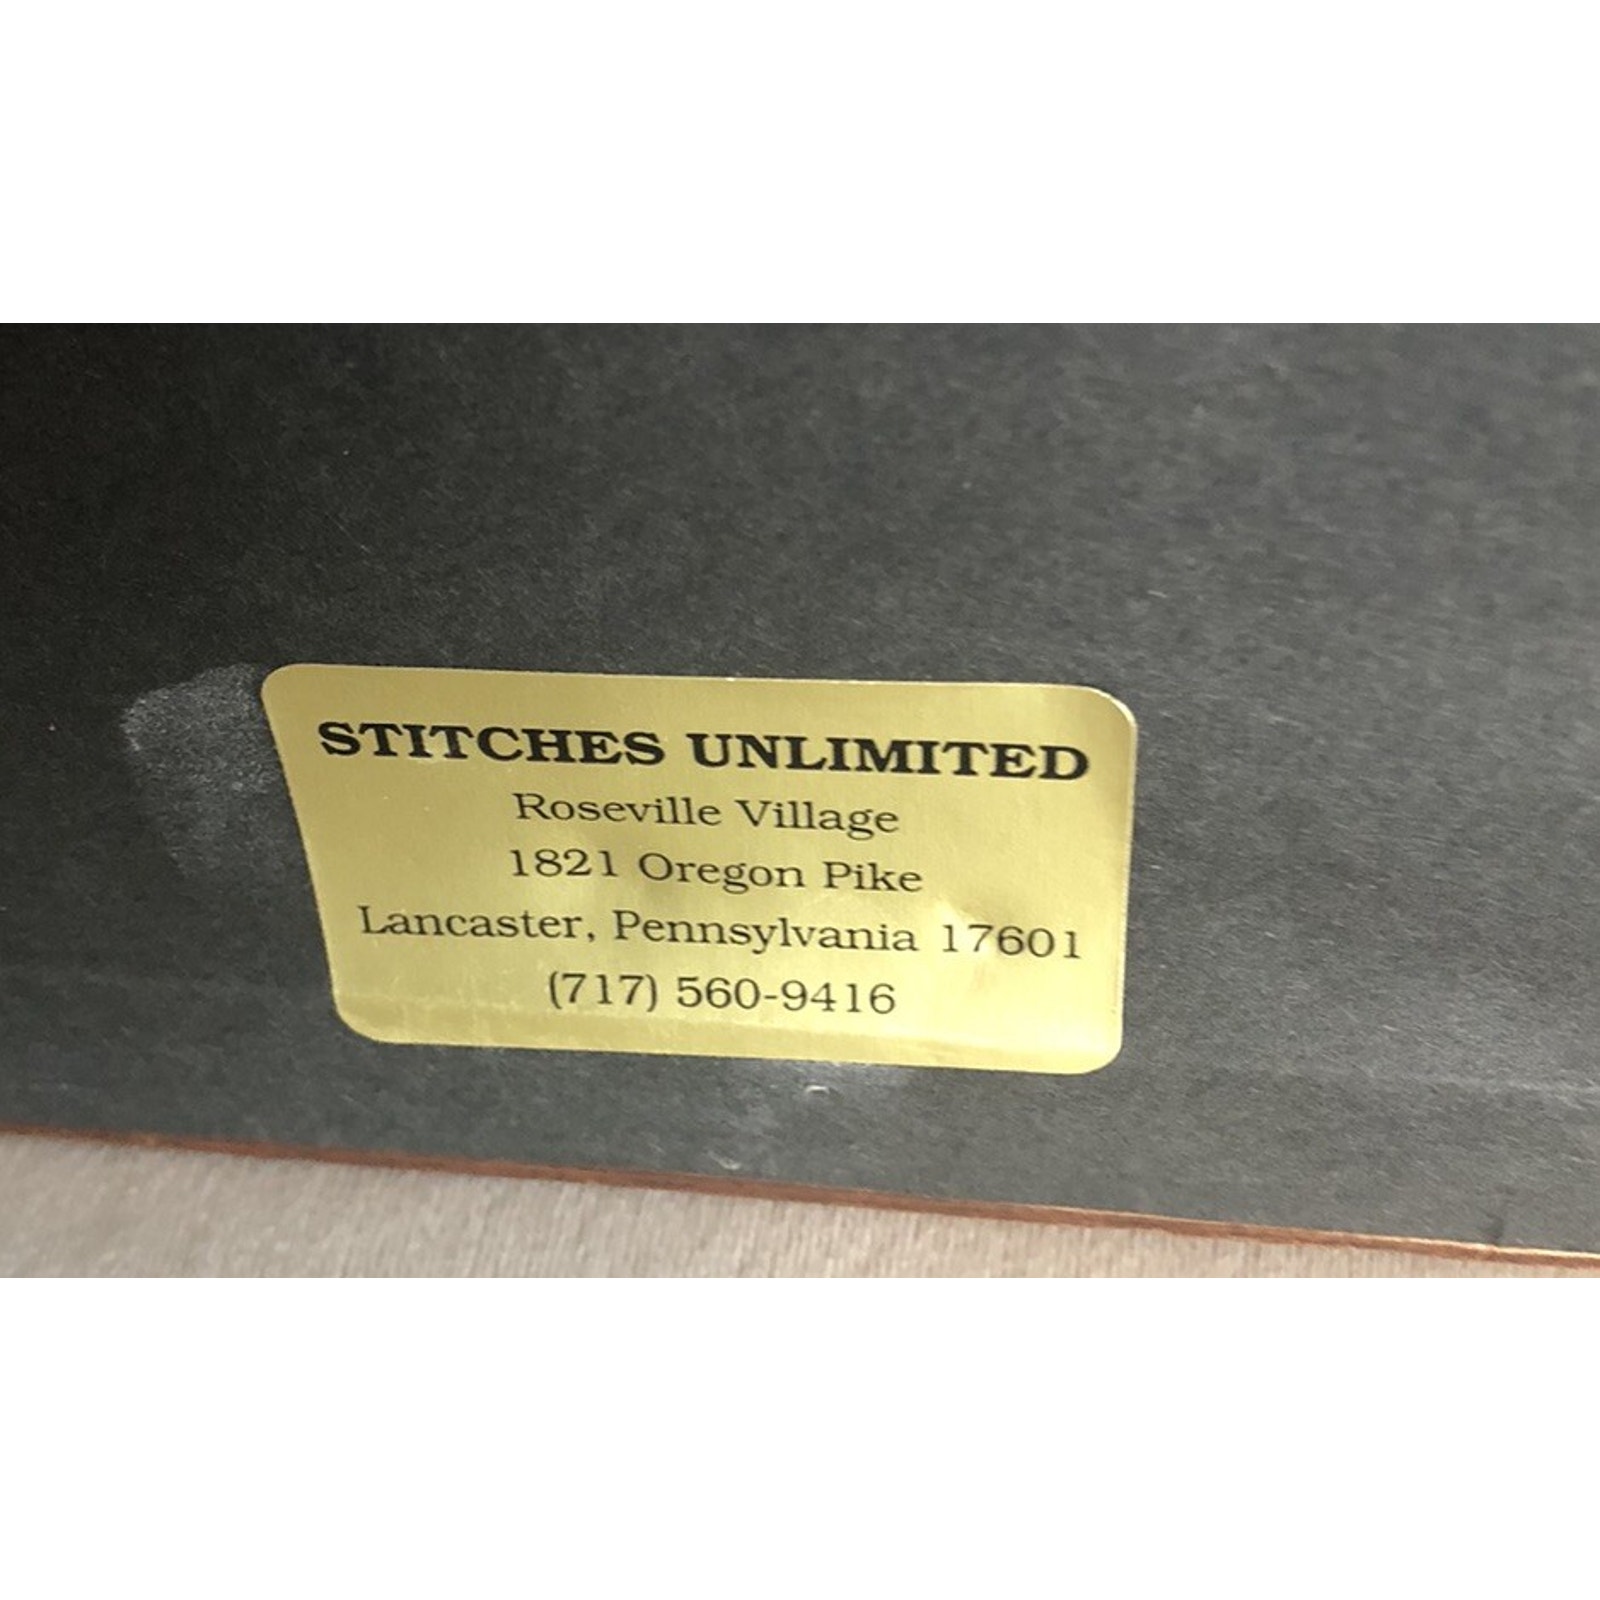 STITCHES UNLIMITED
Roseville Village
1821 Oregon Pike
Lancaster, Pennsylvania 17601
(717) 560-9416